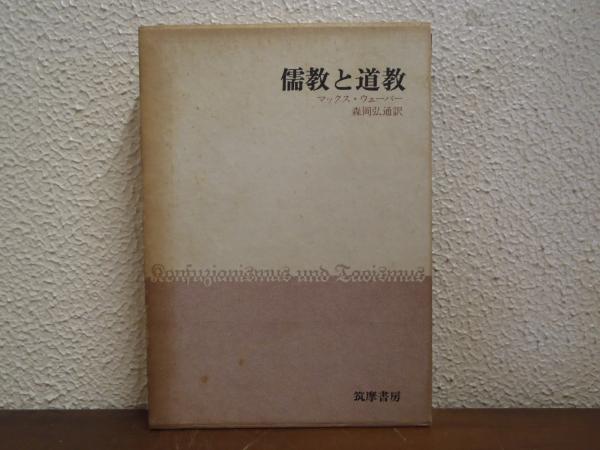 儒教と道教
マックス・ウェーバー
森岡弘通訳
Konfuzianismus und Taoismus
筑摩書房